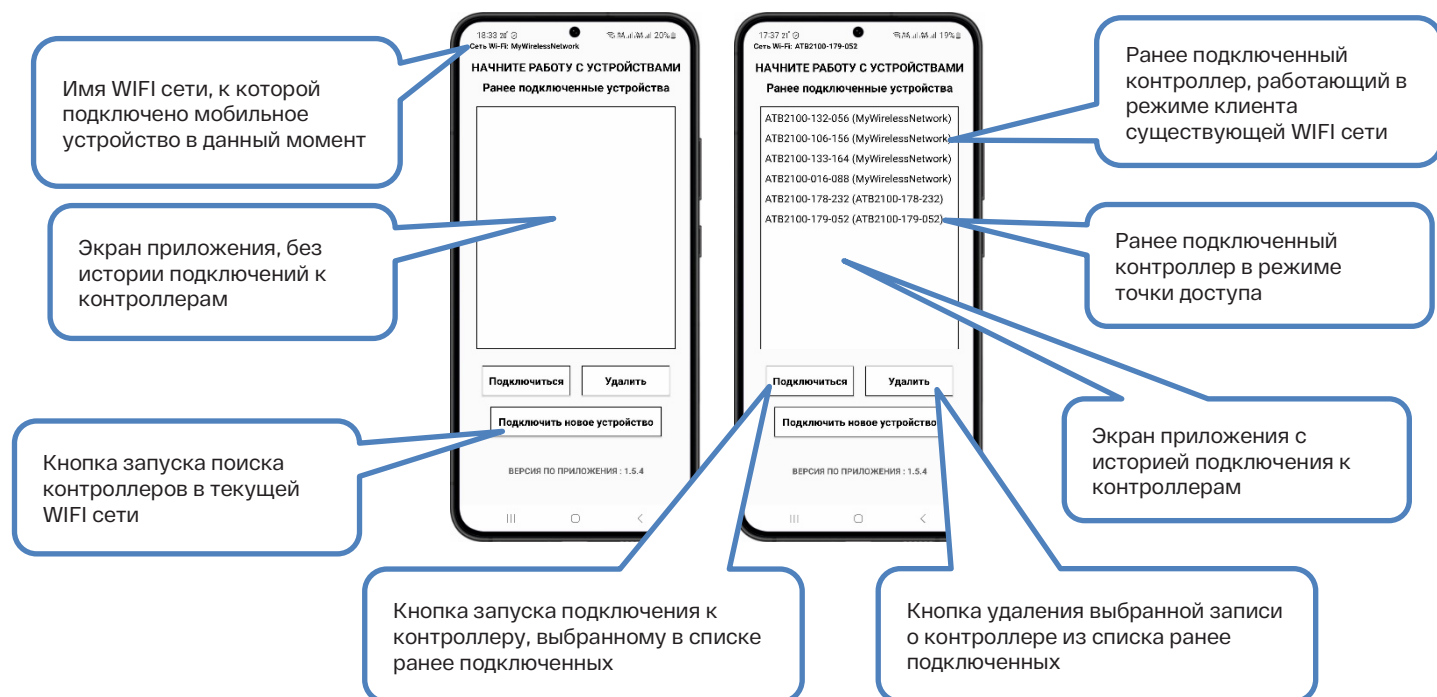 18:33
20%
Сеть Wi-Fi: MyWirelessNetwork
НАЧНИТЕ РАБОТУ С УСТРОЙСТВАМИ
Ранее подключенные устройства
Подключиться
Удалить
Подключить новое устройство
ВЕРСИЯ ПО ПРИЛОЖЕНИЯ : 1.5.4
17:37
19%
Сеть Wi-Fi: ATB2100-179-052
НАЧНИТЕ РАБОТУ С УСТРОЙСТВАМИ
Ранее подключенные устройства
ATB2100-132-056 (MyWirelessNetwork)
ATB2100-106-156 (MyWirelessNetwork)
ATB2100-133-164 (MyWirelessNetwork)
ATB2100-016-088 (MyWirelessNetwork)
ATB2100-178-232 (ATB2100-178-232)
ATB2100-179-052 (ATB2100-179-052)
Подключиться
Удалить
Подключить новое устройство
ВЕРСИЯ ПО ПРИЛОЖЕНИЯ : 1.5.4
Имя WIFI сети, к которой
подключено мобильное
устройство в данный момент
Экран приложения, без
истории подключений к
контроллерам
Кнопка запуска поиска
контроллеров в текущей
WIFI сети
Ранее подключенный
контроллер, работающий в
режиме клиента
существующей WIFI сети
Ранее подключенный
контроллер в режиме
точки доступа
Экран приложения с
историей подключения к
контроллерам
Кнопка запуска подключения к
контроллеру, выбранному в списке
ранее подключенных
Кнопка удаления выбранной записи
о контроллере из списка ранее
подключенных